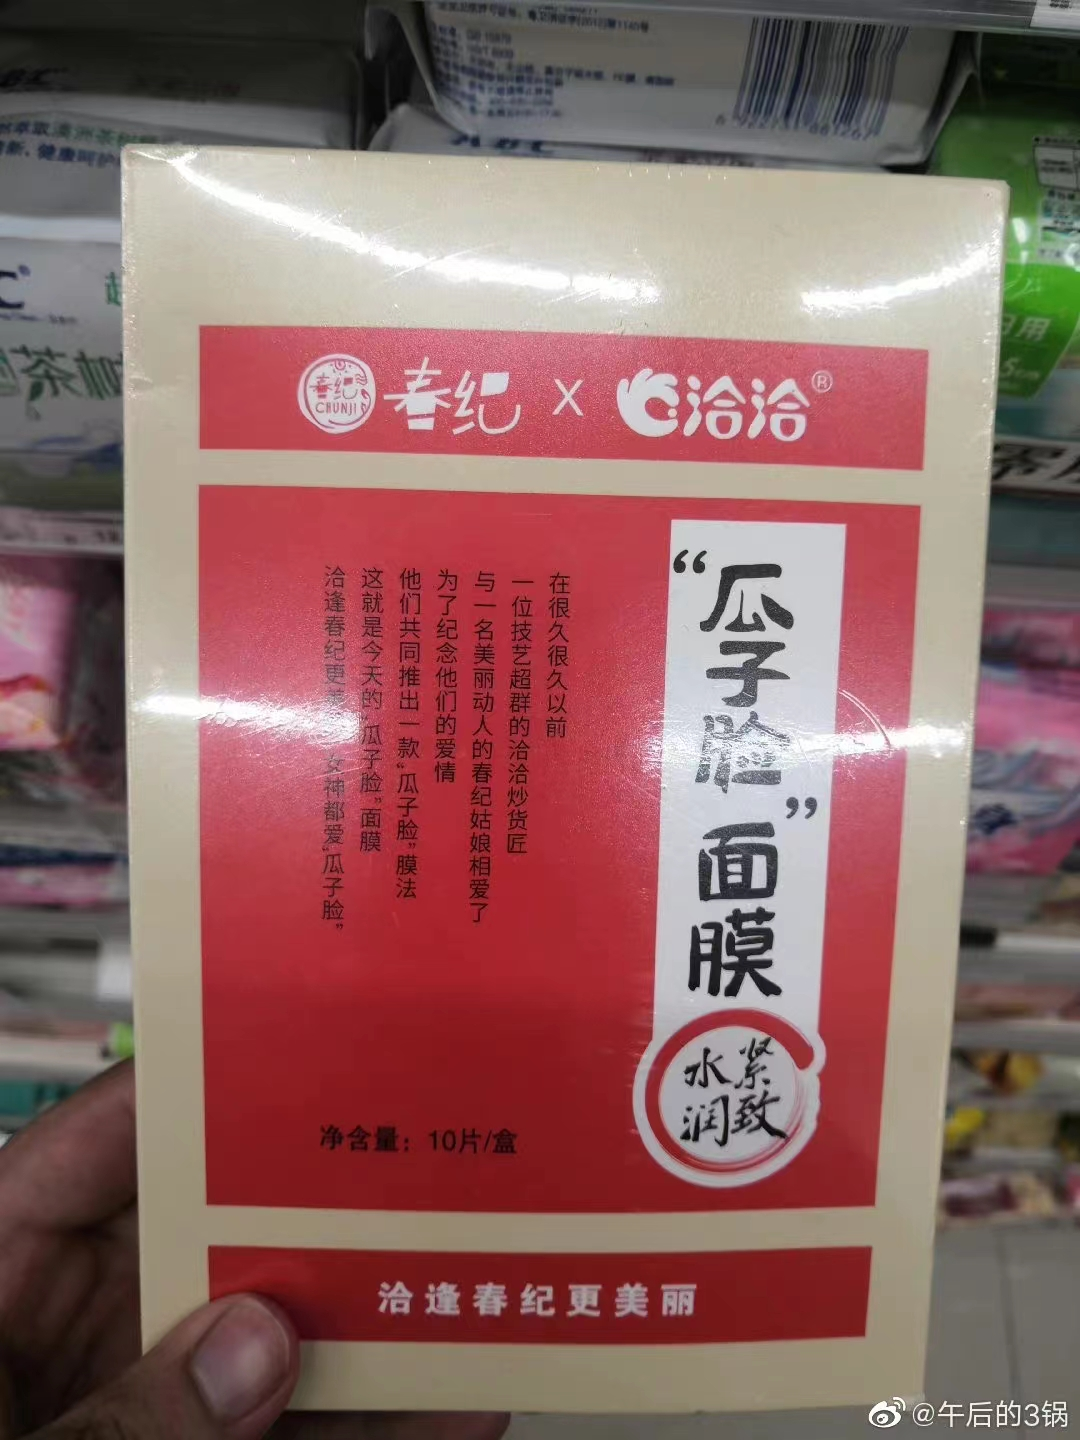 春纪
CHUNJI
春纪 X 洽洽®
“瓜子脸”面膜
紧致
水润
在很久很久以前
一位技艺超群的洽洽炒货匠
与一名美丽动人的春纪姑娘相爱了
为了纪念他们的爱情
他们共同推出一款“瓜子脸”膜法
这就是今天的“瓜子脸”面膜
洽逢春纪更美 女神都爱“瓜子脸”
净含量：10片/盒
洽逢春纪更美丽
茶树
日用
@午后的3锅